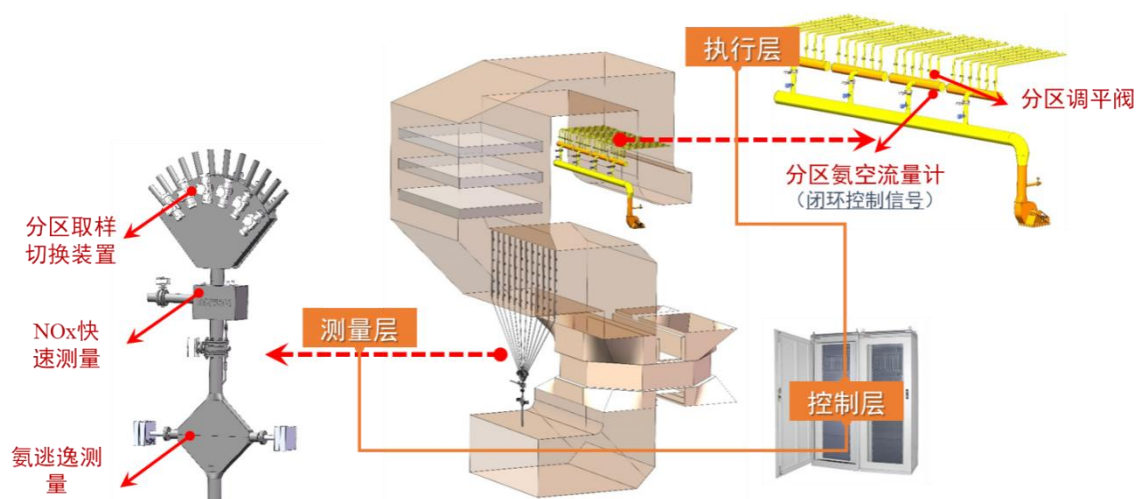 执行层
分区调平阀
分区氨空流量计
（闭环控制信号）
分区取样
切换装置
NOx快
速测量
测量层
控制层
氨逃逸测
量